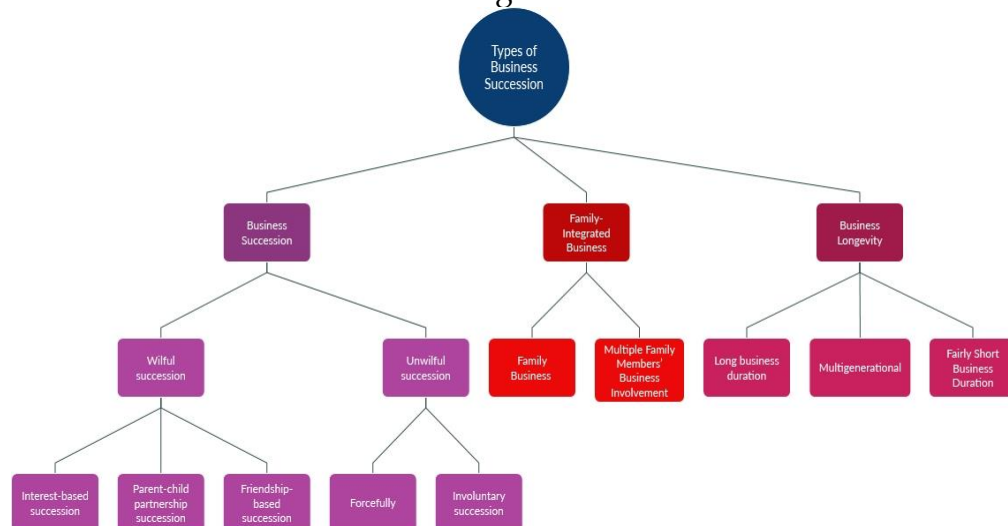 Types of
Business
Succession
Business
Succession
Family-
Integrated
Business
Business
Longevity
Wilful
succession
Unwilful
succession
Family
Business
Multiple Family
Members'
Business
Involvement
Long business
duration
Multigenerational
Fairly Short
Business
Duration
Interest-based
succession
Parent-child
partnership
succession
Friendship-
based
succession
Forcefully
Involuntary
succession